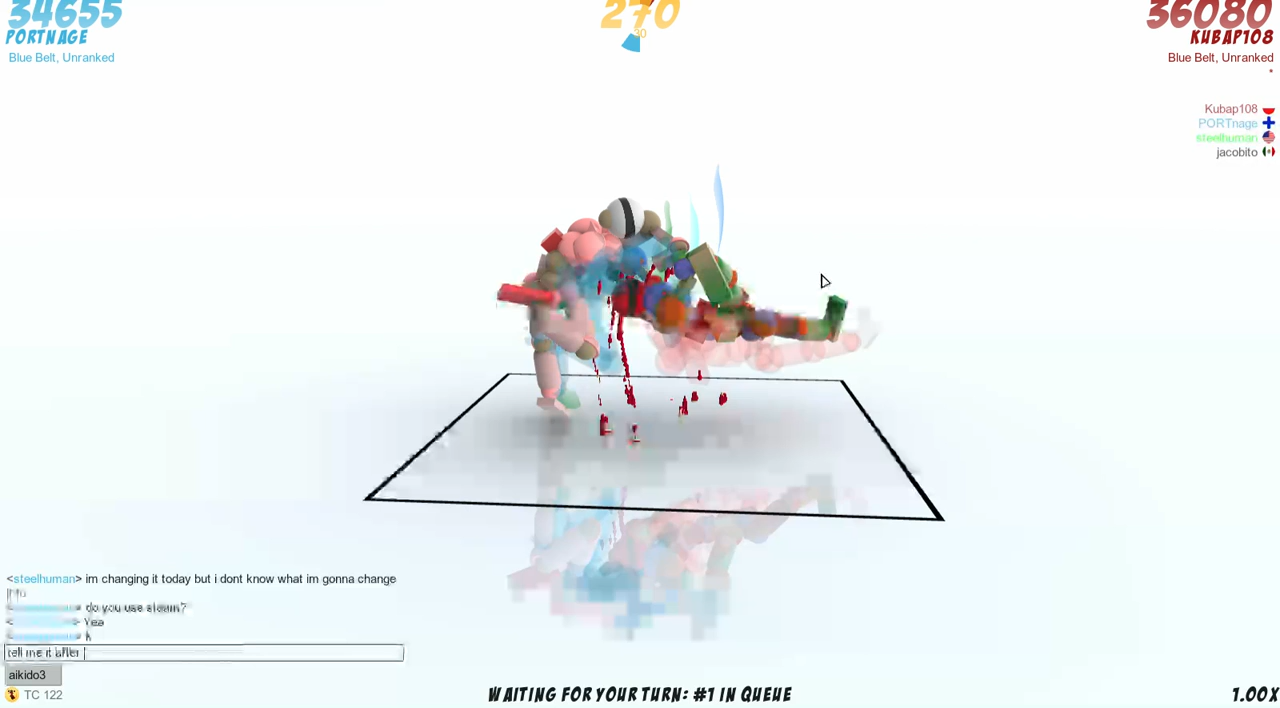 34655
PORTNAGE
Blue Belt, Unranked
270
30
36080
KUBAP108
Blue Belt, Unranked
*
Kubap108
PORTnage
steelhuman
jacobito
<steelhuman> im changing it today but i dont know what im gonna change
do you use steam?
Yea
tell me it after
aikido3
TC 122
WAITING FOR YOUR TURN: #1 IN QUEUE
1.00X